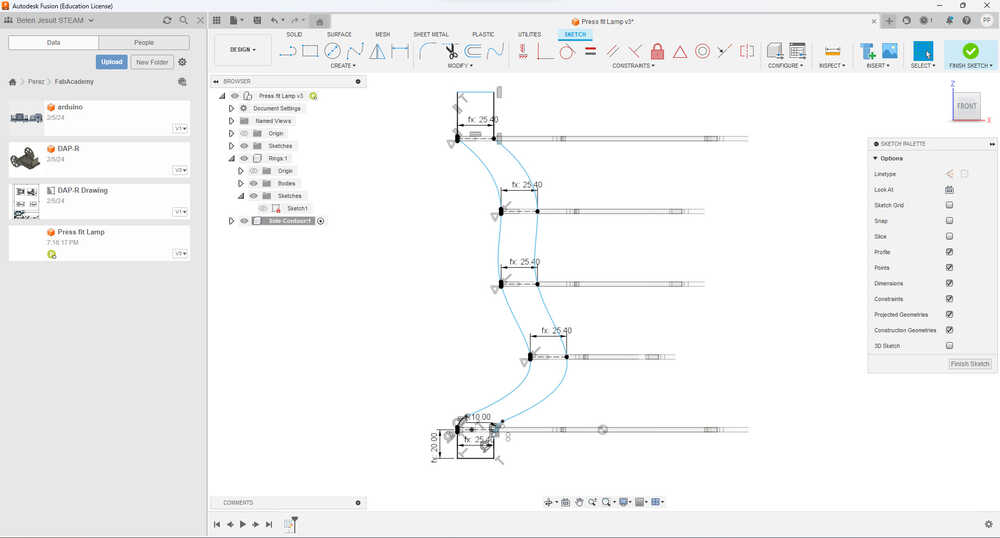 Autodesk Fusion (Education License)
Belen Jesuit STEAM
Press fit Lamp v3*
1
PP
Data
People
Upload
New Folder
Perez
FabAcademy
arduino
2/5/24
V1
DAP-R
2/5/24
V3
DAP-R Drawing
2/5/24
V1
Press fit Lamp
7:16:17 PM
V3
SOLID
SURFACE
MESH
SHEET METAL
PLASTIC
UTILITIES
SKETCH
DESIGN
CREATE
MODIFY
CONSTRAINTS
CONFIGURE
INSPECT
INSERT
SELECT
FINISH SKETCH
BROWSER
Press fit Lamp v3
Document Settings
Named Views
Origin
Sketches
Rings:1
Origin
Bodies
Sketches
Sketch1
Side Contour:1
fx: 25.40
fx: 25.40
fx: 25.40
fx: 25.40
R10.00
fx: 25.40
fx: 20.00
Z
FRONT
X
SKETCH PALETTE
Options
Linetype
Look At
Sketch Grid
Snap
Slice
Profile
Points
Dimensions
Constraints
Projected Geometries
Construction Geometries
3D Sketch
Finish Sketch
COMMENTS